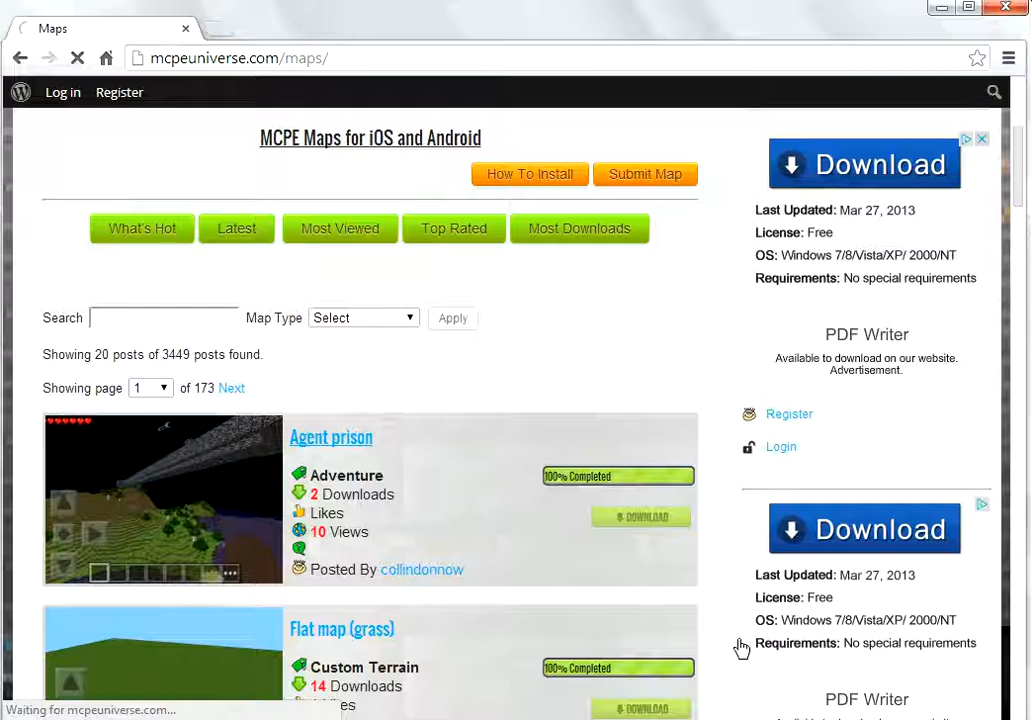 Maps
mcpeuniverse.com/maps/
Log in Register
MCPE Maps for iOS and Android
How To Install Submit Map
What's Hot Latest Most Viewed Top Rated Most Downloads
Search Map Type Select Apply
Showing 20 posts of 3449 posts found.
Showing page 1 of 173 Next
Agent prison
Adventure
100% Completed
2 Downloads
DOWNLOAD
Likes
10 Views
Posted By collindonnow
Flat map (grass)
Custom Terrain
100% Completed
14 Downloads
DOWNLOAD
Waiting for mcpeuniverse.com...
Download
Last Updated: Mar 27, 2013
License: Free
OS: Windows 7/8/Vista/XP/ 2000/NT
Requirements: No special requirements
PDF Writer
Available to download on our website.
Advertisement.
Register
Login
Download
Last Updated: Mar 27, 2013
License: Free
OS: Windows 7/8/Vista/XP/ 2000/NT
Requirements: No special requirements
PDF Writer